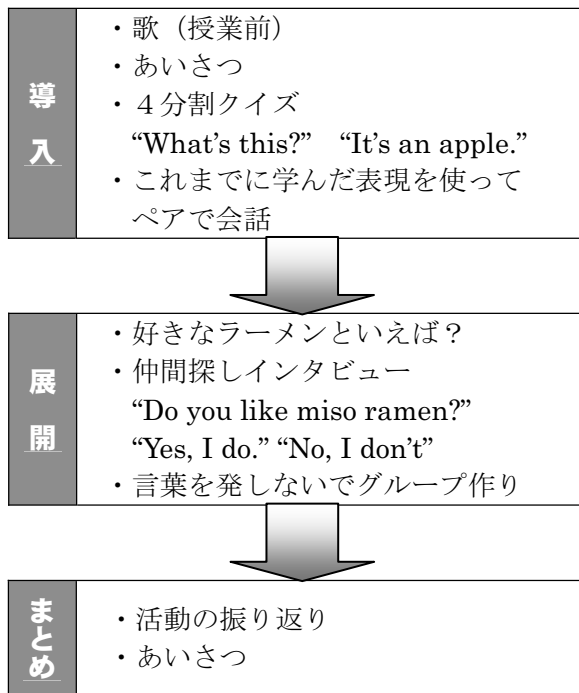 導入
・歌（授業前）
・あいさつ
・４分割クイズ
“What's this?”　“It's an apple.”
・これまでに学んだ表現を使って
ペアで会話
展開
・好きなラーメンといえば？
・仲間探しインタビュー
“Do you like miso ramen?”
“Yes, I do.” “No, I don't”
・言葉を発しないでグループ作り
まとめ
・活動の振り返り
・あいさつ